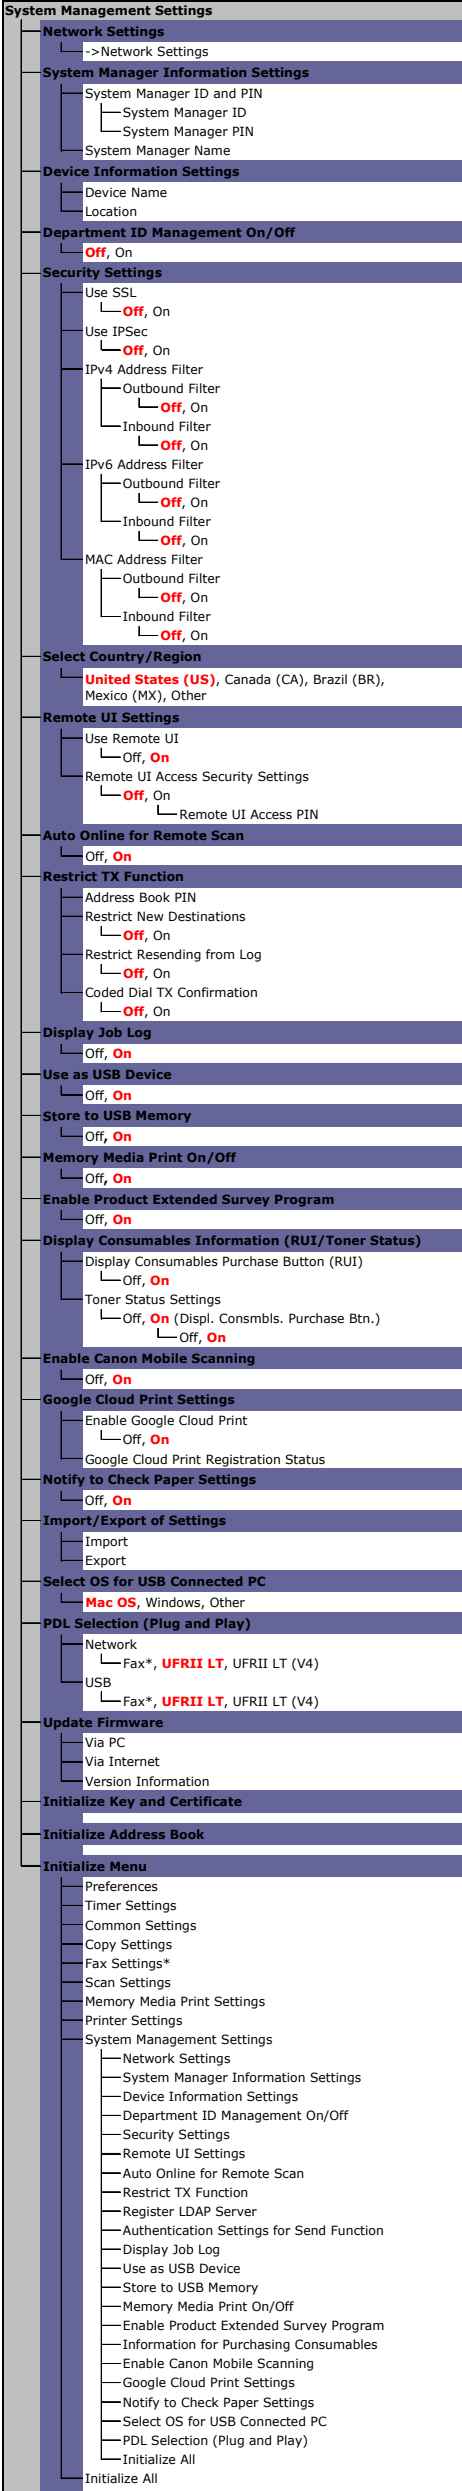 System Management Settings
Network Settings
->Network Settings
System Manager Information Settings
System Manager ID and PIN
System Manager ID
System Manager PIN
System Manager Name
Device Information Settings
Device Name
Location
Department ID Management On/Off
Off, On
Security Settings
Use SSL
Off, On
Use IPSec
Off, On
IPv4 Address Filter
Outbound Filter
Off, On
Inbound Filter
Off, On
IPv6 Address Filter
Outbound Filter
Off, On
Inbound Filter
Off, On
MAC Address Filter
Outbound Filter
Off, On
Inbound Filter
Off, On
Select Country/Region
United States (US), Canada (CA), Brazil (BR),
Mexico (MX), Other
Remote UI Settings
Use Remote UI
Off, On
Remote UI Access Security Settings
Off, On
Remote UI Access PIN
Auto Online for Remote Scan
Off, On
Restrict TX Function
Address Book PIN
Restrict New Destinations
Off, On
Restrict Resending from Log
Off, On
Coded Dial TX Confirmation
Off, On
Display Job Log
Off, On
Use as USB Device
Off, On
Store to USB Memory
Off, On
Memory Media Print On/Off
Off, On
Enable Product Extended Survey Program
Off, On
Display Consumables Information (RUI/Toner Status)
Display Consumables Purchase Button (RUI)
Off, On
Toner Status Settings
Off, On (Displ. Consmbls. Purchase Btn.)
Off, On
Enable Canon Mobile Scanning
Off, On
Google Cloud Print Settings
Enable Google Cloud Print
Off, On
Google Cloud Print Registration Status
Notify to Check Paper Settings
Off, On
Import/Export of Settings
Import
Export
Select OS for USB Connected PC
Mac OS, Windows, Other
PDL Selection (Plug and Play)
Network
Fax*, UFRII LT, UFRII LT (V4)
USB
Fax*, UFRII LT, UFRII LT (V4)
Update Firmware
Via PC
Via Internet
Version Information
Initialize Key and Certificate
Initialize Address Book
Initialize Menu
Preferences
Timer Settings
Common Settings
Copy Settings
Fax Settings*
Scan Settings
Memory Media Print Settings
Printer Settings
System Management Settings
Network Settings
System Manager Information Settings
Device Information Settings
Department ID Management On/Off
Security Settings
Remote UI Settings
Auto Online for Remote Scan
Restrict TX Function
Register LDAP Server
Authentication Settings for Send Function
Display Job Log
Use as USB Device
Store to USB Memory
Memory Media Print On/Off
Enable Product Extended Survey Program
Information for Purchasing Consumables
Enable Canon Mobile Scanning
Google Cloud Print Settings
Notify to Check Paper Settings
Select OS for USB Connected PC
PDL Selection (Plug and Play)
Initialize All
Initialize All